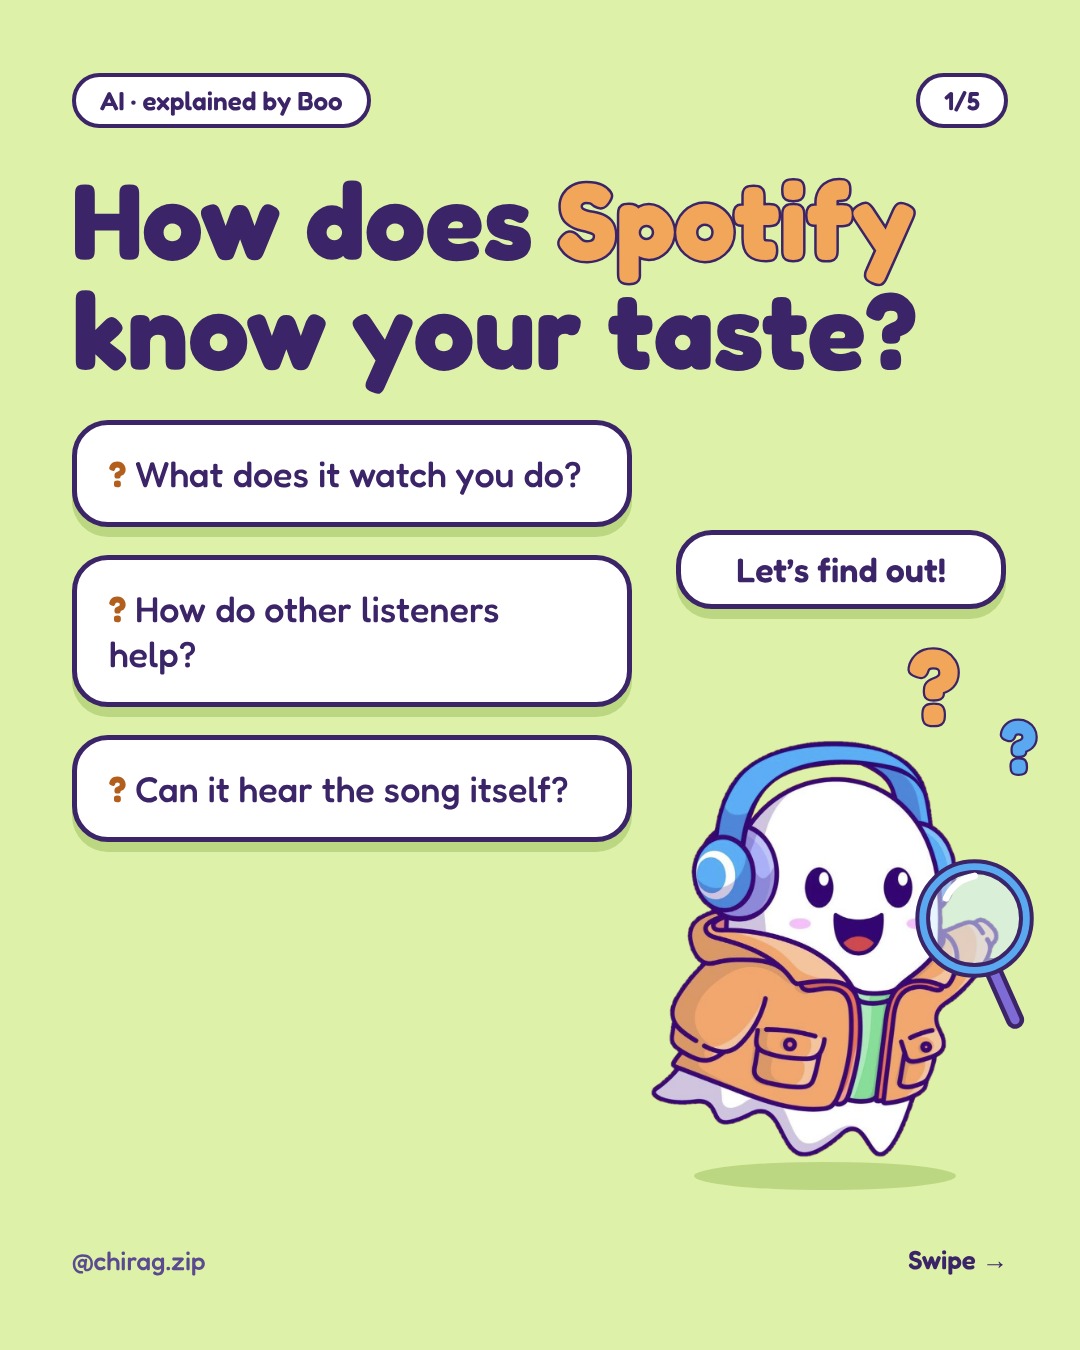 AI · explained by Boo
1/5
How does Spotify
know your taste?
? What does it watch you do?
? How do other listeners
help?
? Can it hear the song itself?
Let’s find out!
?
?
@chirag.zip
Swipe →